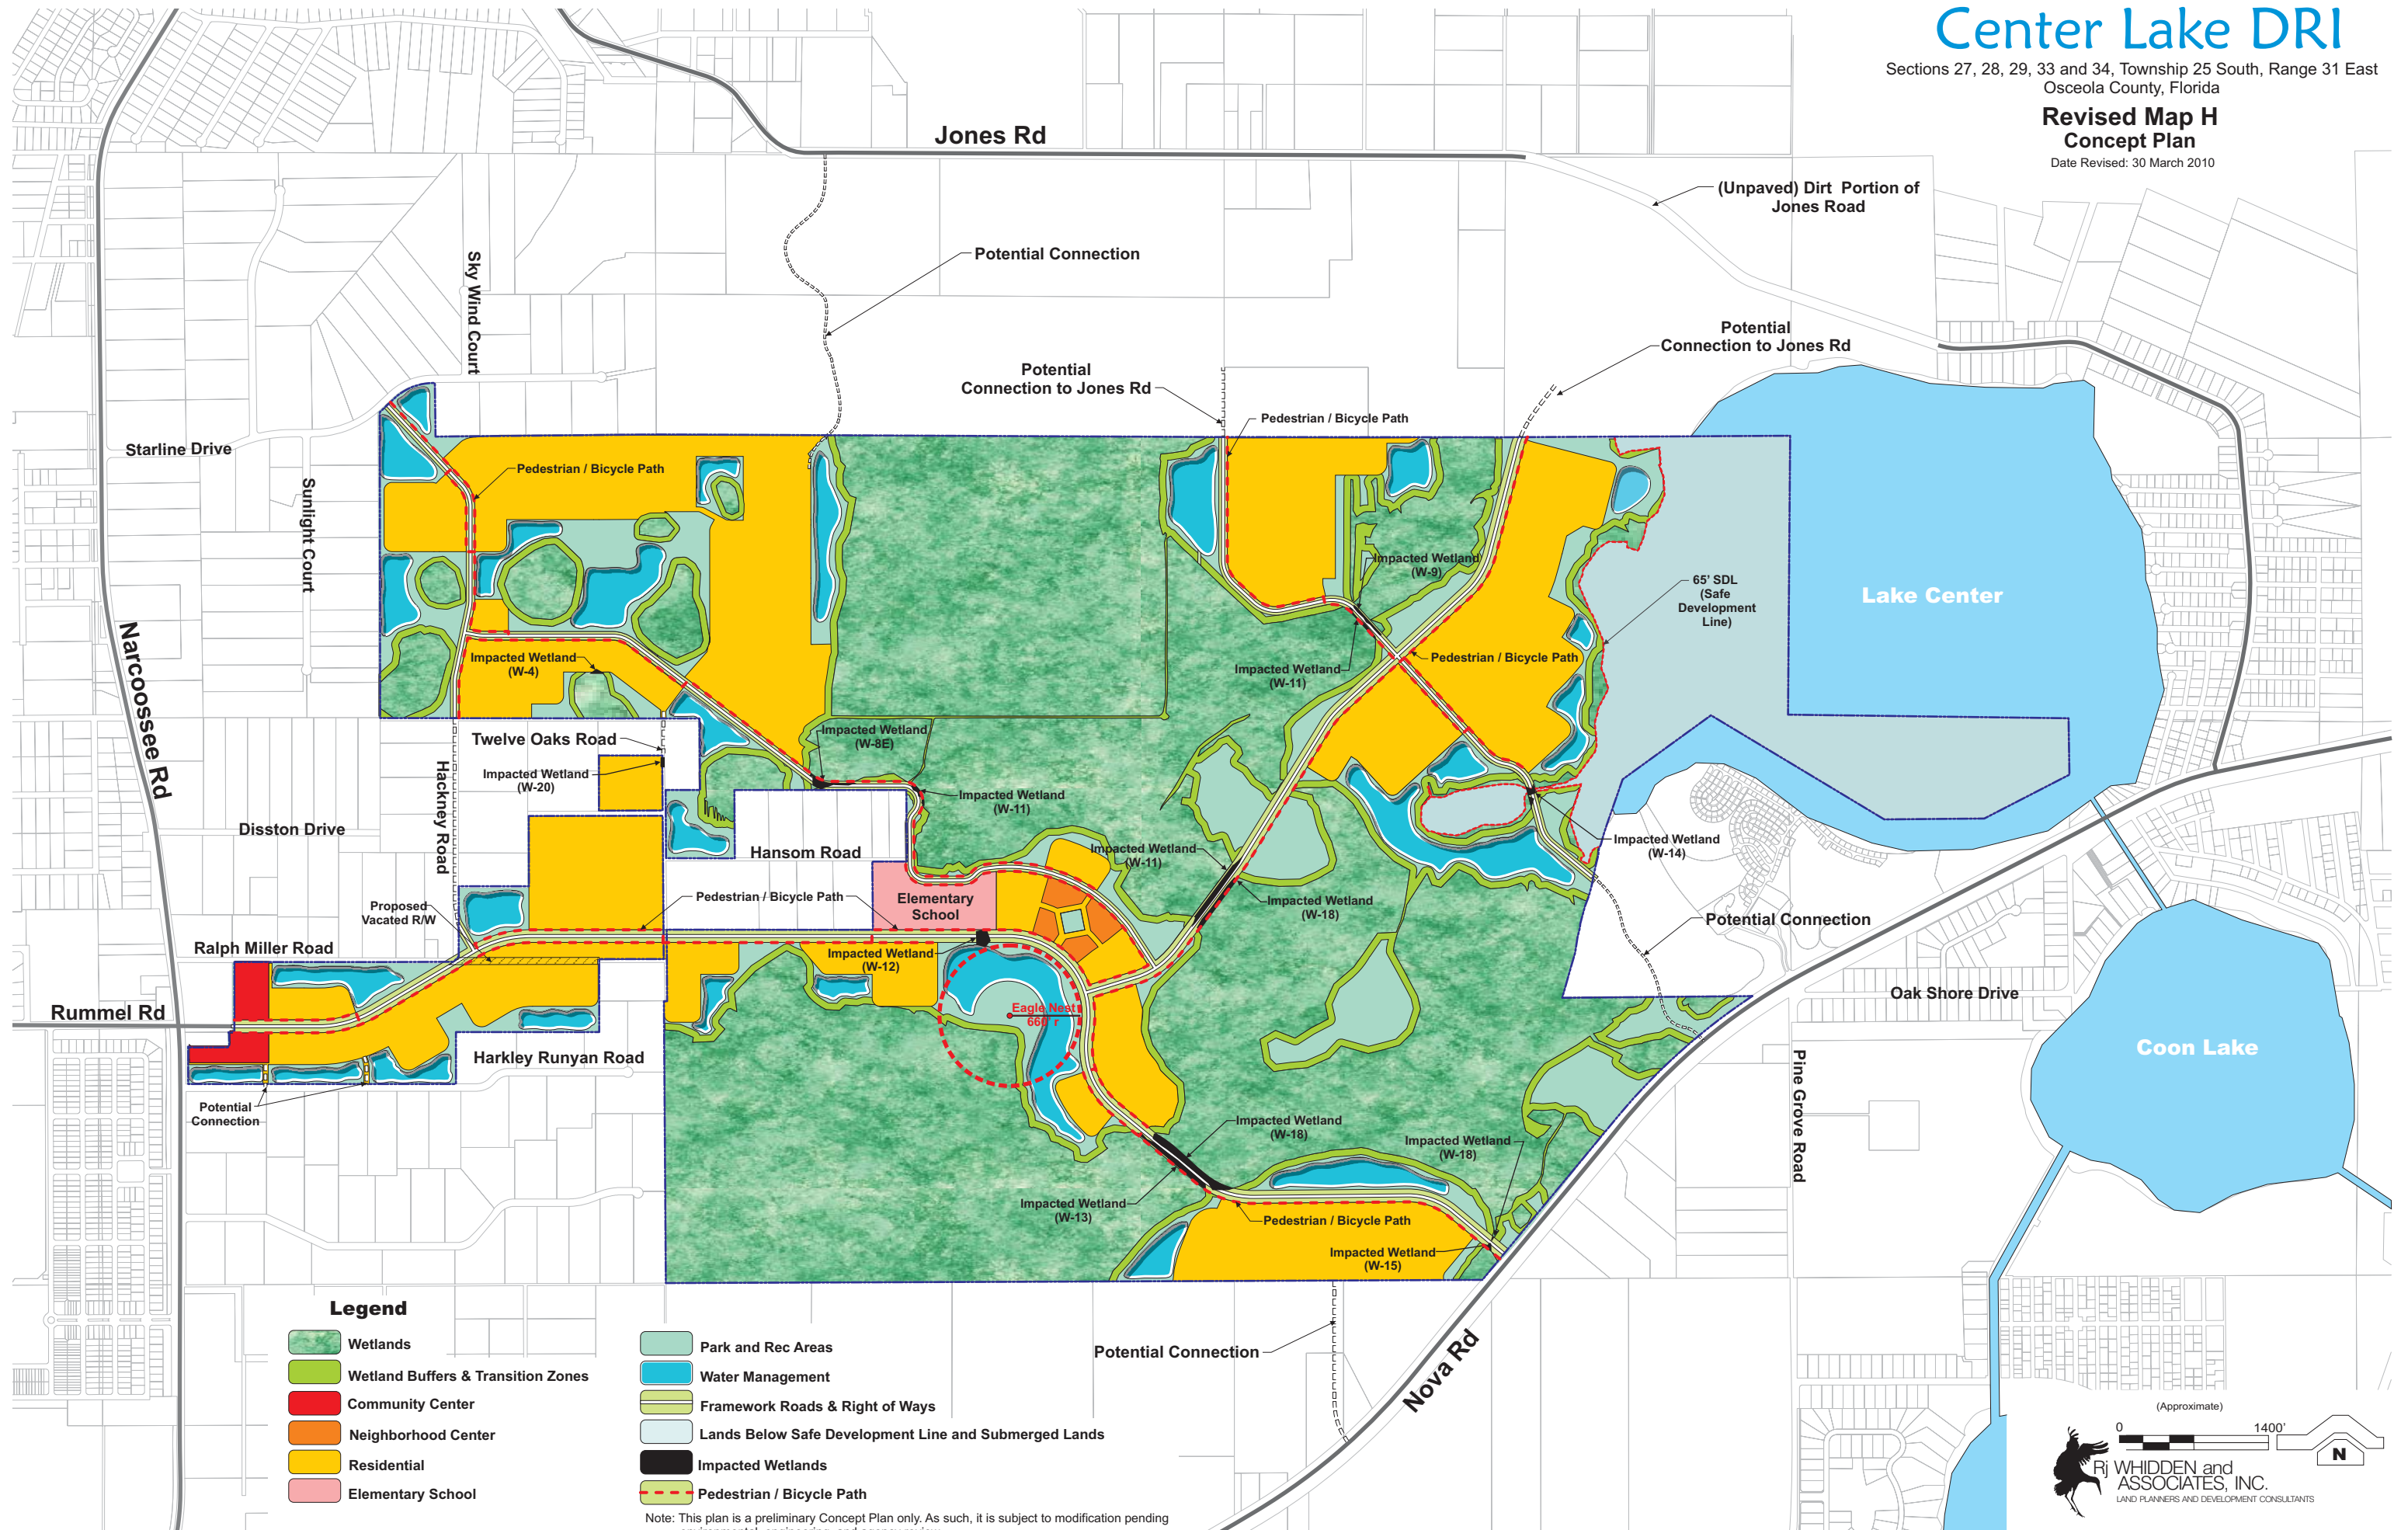 Center Lake DRI
Sections 27, 28, 29, 33 and 34, Township 25 South, Range 31 East
Osceola County, Florida
Revised Map H
Concept Plan
Date Revised: 30 March 2010
Jones Rd
(Unpaved) Dirt Portion of
Jones Road
Potential Connection
Sky Wind Court
Potential
Connection to Jones Rd
Potential
Connection to Jones Rd
Pedestrian / Bicycle Path
Starline Drive
Pedestrian / Bicycle Path
Sunlight Court
Impacted Wetland
(W-9)
65' SDL
(Safe
Development
Line)
Lake Center
Narcoossee Rd
Impacted Wetland
(W-4)
Impacted Wetland
(W-11)
Pedestrian / Bicycle Path
Twelve Oaks Road
Impacted Wetland
(W-8E)
Impacted Wetland
(W-20)
Hackney Road
Impacted Wetland
(W-11)
Disston Drive
Hansom Road
Impacted Wetland
(W-11)
Impacted Wetland
(W-14)
Proposed
Vacated R/W
Pedestrian / Bicycle Path
Elementary
School
Impacted Wetland
(W-18)
Potential Connection
Ralph Miller Road
Impacted Wetland
(W-12)
Rummel Rd
Eagle Nest
660' r
Oak Shore Drive
Harkley Runyan Road
Coon Lake
Pine Grove Road
Potential
Connection
Impacted Wetland
(W-18)
Impacted Wetland
(W-18)
Impacted Wetland
(W-13)
Pedestrian / Bicycle Path
Impacted Wetland
(W-15)
Potential Connection
Nova Rd
Legend
Wetlands
Wetland Buffers & Transition Zones
Community Center
Neighborhood Center
Residential
Elementary School
Park and Rec Areas
Water Management
Framework Roads & Right of Ways
Lands Below Safe Development Line and Submerged Lands
Impacted Wetlands
Pedestrian / Bicycle Path
Note: This plan is a preliminary Concept Plan only. As such, it is subject to modification pending
(Approximate)
0 1400'
N
Rj WHIDDEN and
ASSOCIATES, INC.
LAND PLANNERS AND DEVELOPMENT CONSULTANTS